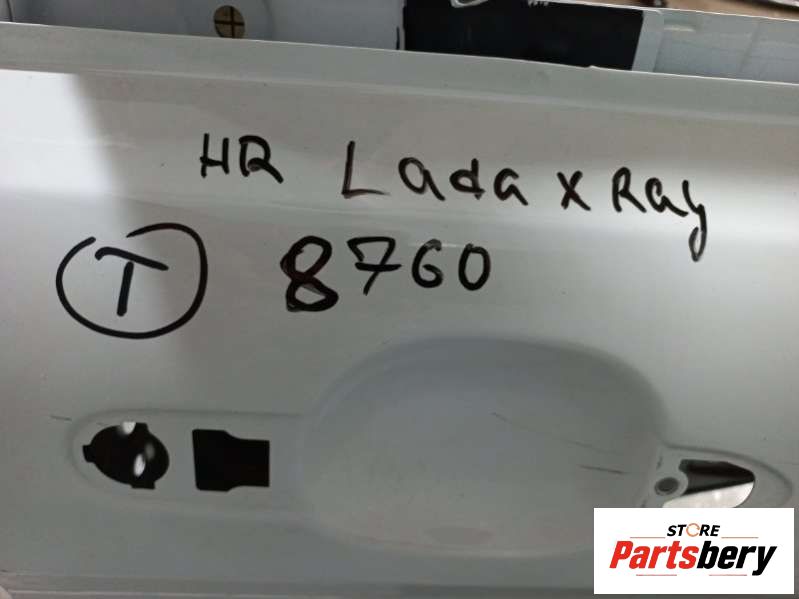 HR Lada x Ray
T 8760
STORE
Partsbery